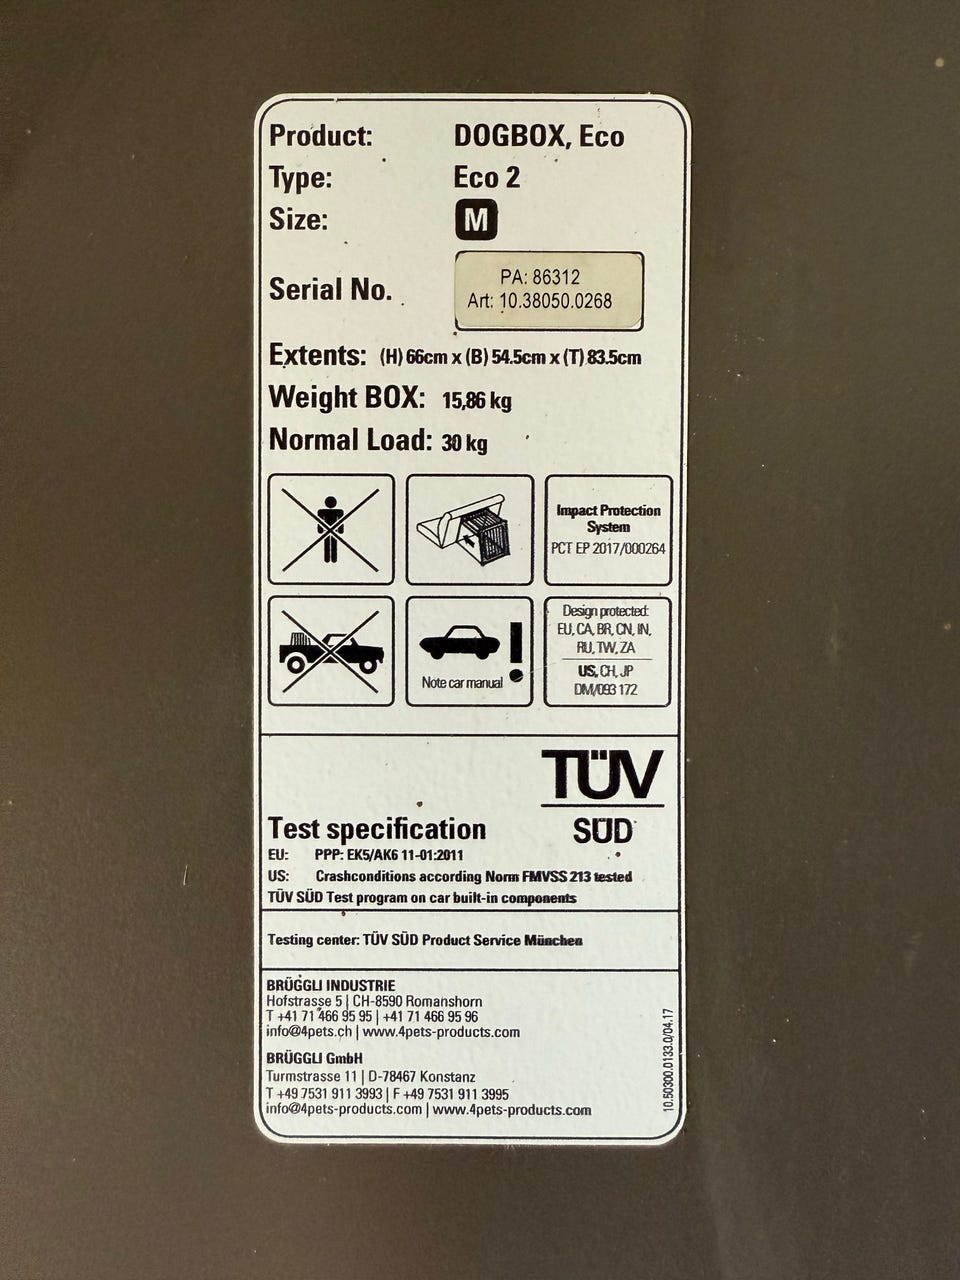 Product: DOGBOX, Eco
Type: Eco 2
Size: M
Serial No. PA: 86312
Art: 10.38050.0268
Extents: (H) 66cm x (B) 54.5cm x (T) 83.5cm
Weight BOX: 15,86 kg
Normal Load: 30 kg
Impact Protection
System
PCT EP 2017/000264
Note car manual !
Design protected:
EU, CA, BR, CN, IN,
RU, TW, ZA
US, CH, JP
DM/093 172
TÜV
SÜD
Test specification
EU: PPP: EK5/AK6 11-01:2011
US: Crashconditions according Norm FMVSS 213 tested
TÜV SÜD Test program on car built-in components
Testing center: TÜV SÜD Product Service München
BRÜGGLI INDUSTRIE
Hofstrasse 5 | CH-8590 Romanshorn
T +41 71 466 95 95 | +41 71 466 95 96
info@4pets.ch | www.4pets-products.com
BRÜGGLI GmbH
Turmstrasse 11 | D-78467 Konstanz
T +49 7531 911 3993 | F +49 7531 911 3995
info@4pets-products.com | www.4pets-products.com
10.50300.0133.0/04.17